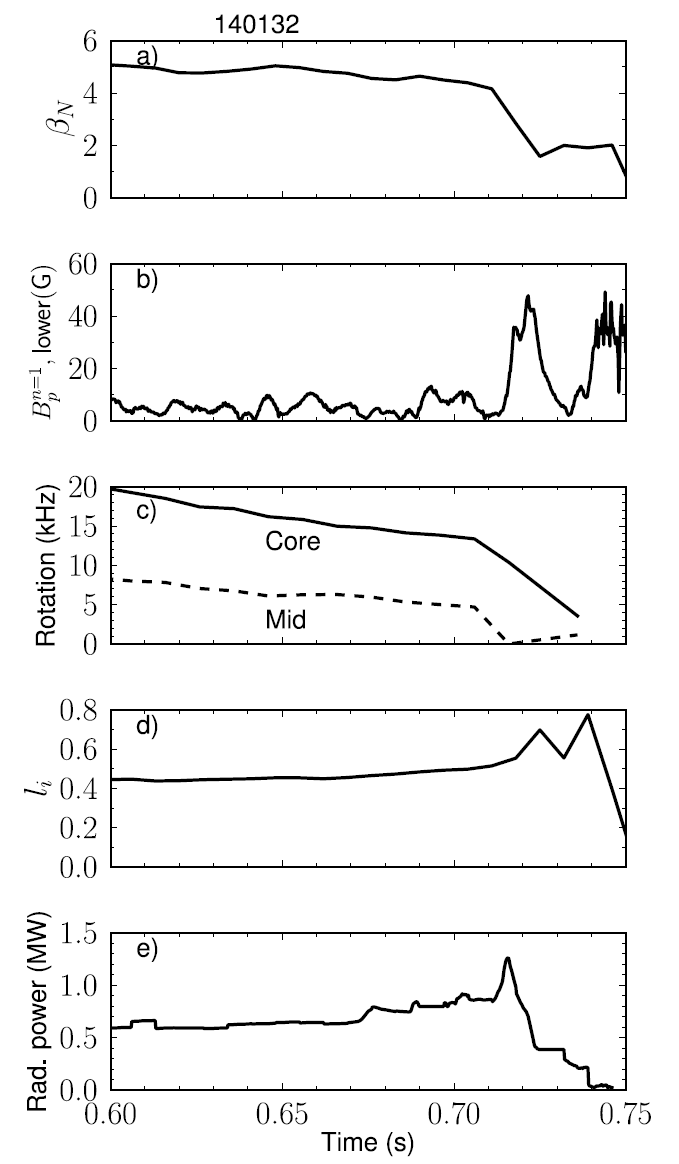 140132
a)
6
4
2
0
β_N
b)
60
40
20
0
B_p^{n=1}, lower(G)
c)
20
15
10
5
0
Rotation (kHz)
Core
Mid
d)
0.8
0.6
0.4
0.2
0.0
l_i
e)
1.5
1.0
0.5
0.0
Rad. power (MW)
0.60 0.65 0.70 0.75
Time (s)